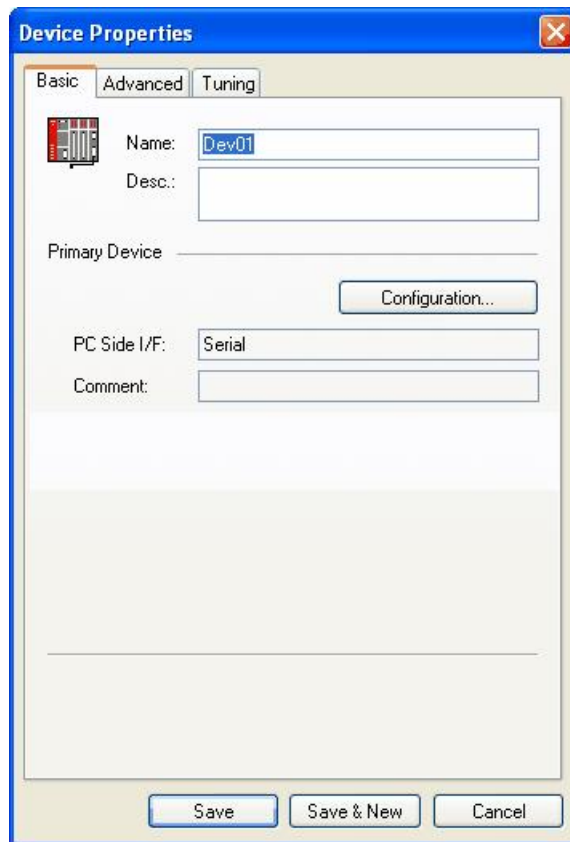 Device Properties
Basic Advanced Tuning
Name: Dev01
Desc.:
Primary Device
Configuration...
PC Side I/F: Serial
Comment:
Save Save & New Cancel